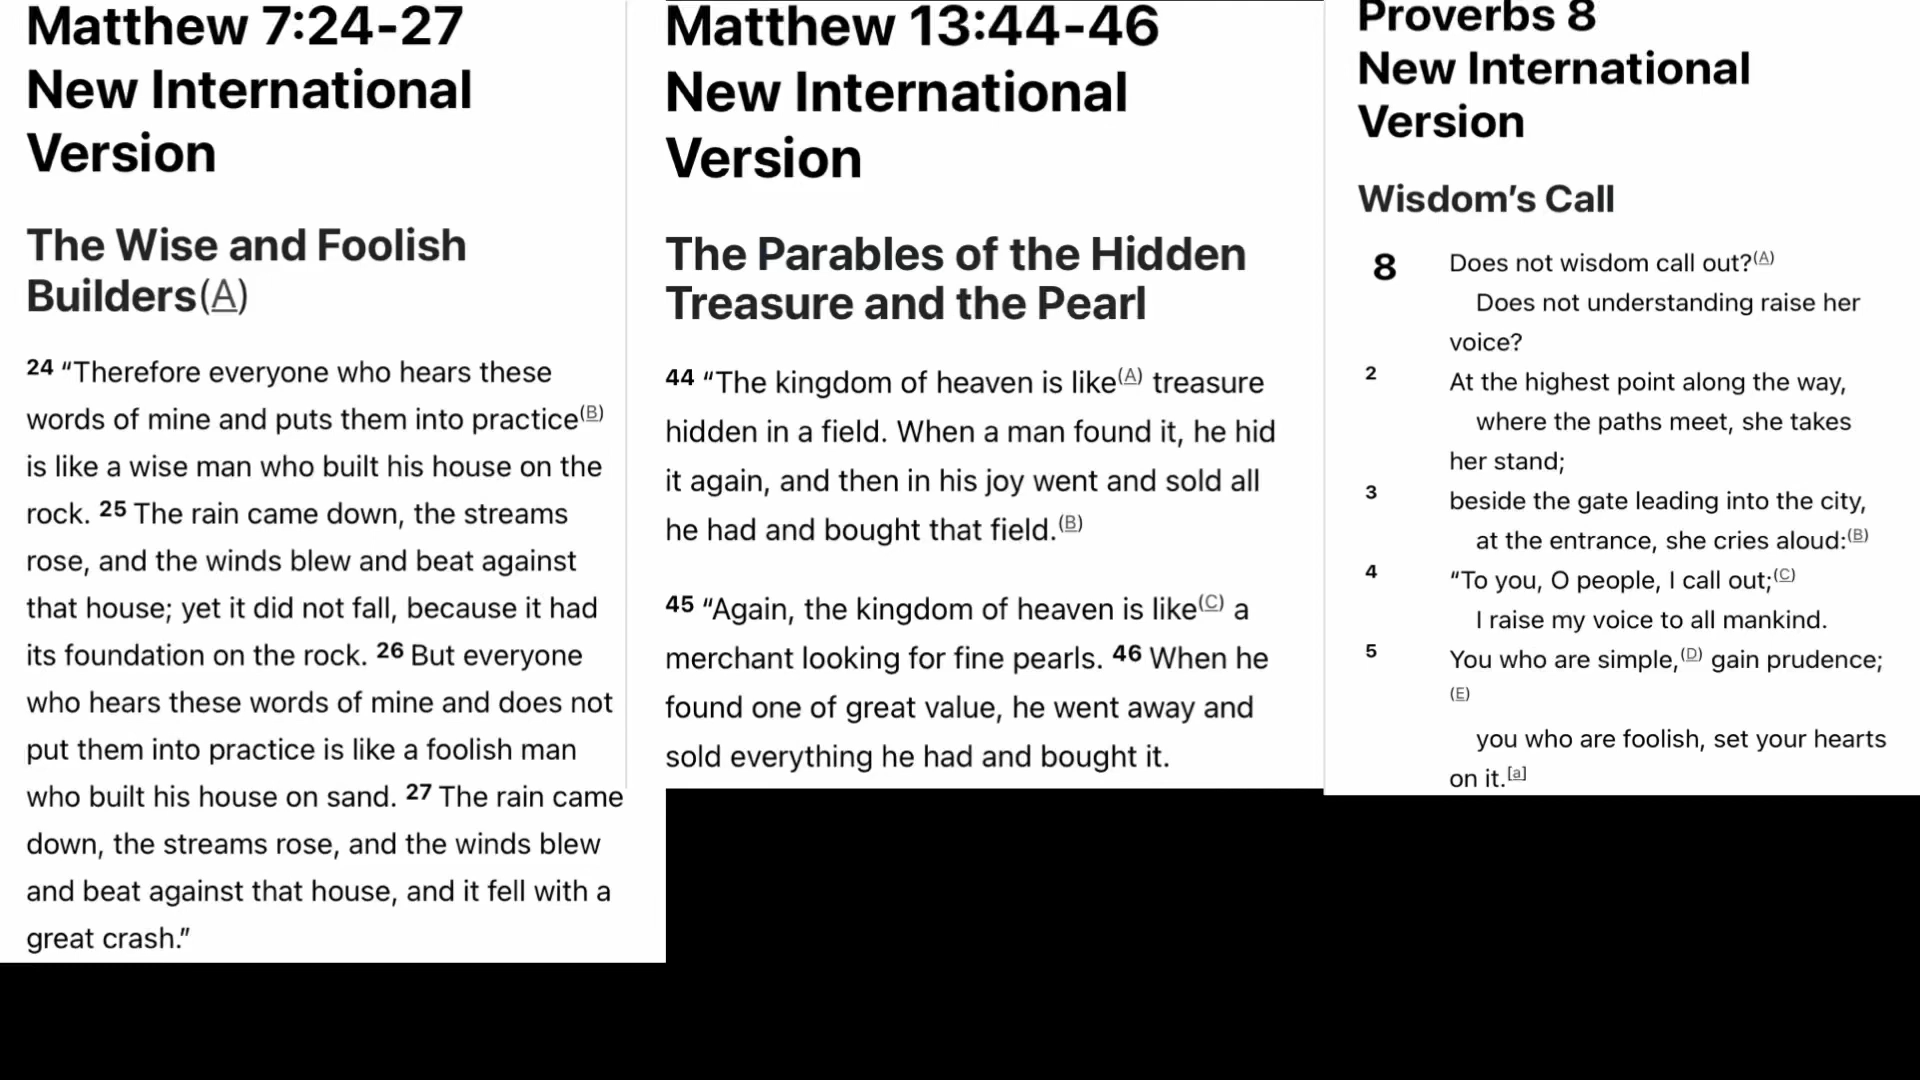 Matthew 7:24-27
New International
Version
The Wise and Foolish
Builders(A)
24 “Therefore everyone who hears these
words of mine and puts them into practice(B)
is like a wise man who built his house on the
rock. 25 The rain came down, the streams
rose, and the winds blew and beat against
that house; yet it did not fall, because it had
its foundation on the rock. 26 But everyone
who hears these words of mine and does not
put them into practice is like a foolish man
who built his house on sand. 27 The rain came
down, the streams rose, and the winds blew
and beat against that house, and it fell with a
great crash.”
Matthew 13:44-46
New International
Version
The Parables of the Hidden
Treasure and the Pearl
44 “The kingdom of heaven is like(A) treasure
hidden in a field. When a man found it, he hid
it again, and then in his joy went and sold all
he had and bought that field.(B)
45 “Again, the kingdom of heaven is like(C) a
merchant looking for fine pearls. 46 When he
found one of great value, he went away and
sold everything he had and bought it.
Proverbs 8
New International
Version
Wisdom’s Call
8 Does not wisdom call out?(A)
Does not understanding raise her
voice?
2 At the highest point along the way,
where the paths meet, she takes
her stand;
3 beside the gate leading into the city,
at the entrance, she cries aloud:(B)
4 “To you, O people, I call out;(C)
I raise my voice to all mankind.
5 You who are simple,(D) gain prudence;
(E)
you who are foolish, set your hearts
on it.[a]